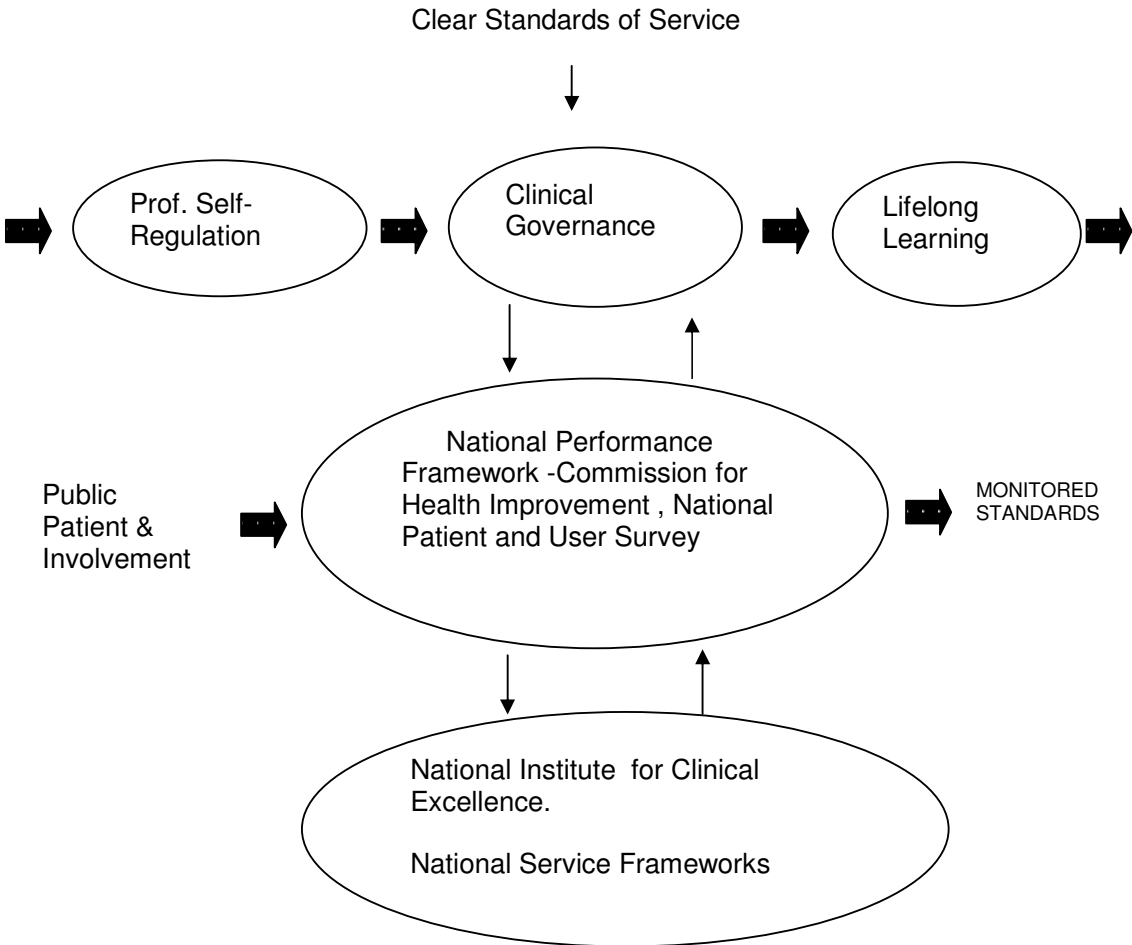 Clear Standards of Service
Prof. Self-
Regulation
Clinical
Governance
Lifelong
Learning
National Performance
Framework -Commission for
Health Improvement , National
Patient and User Survey
Public
Patient &
Involvement
MONITORED
STANDARDS
National Institute for Clinical
Excellence.
National Service Frameworks